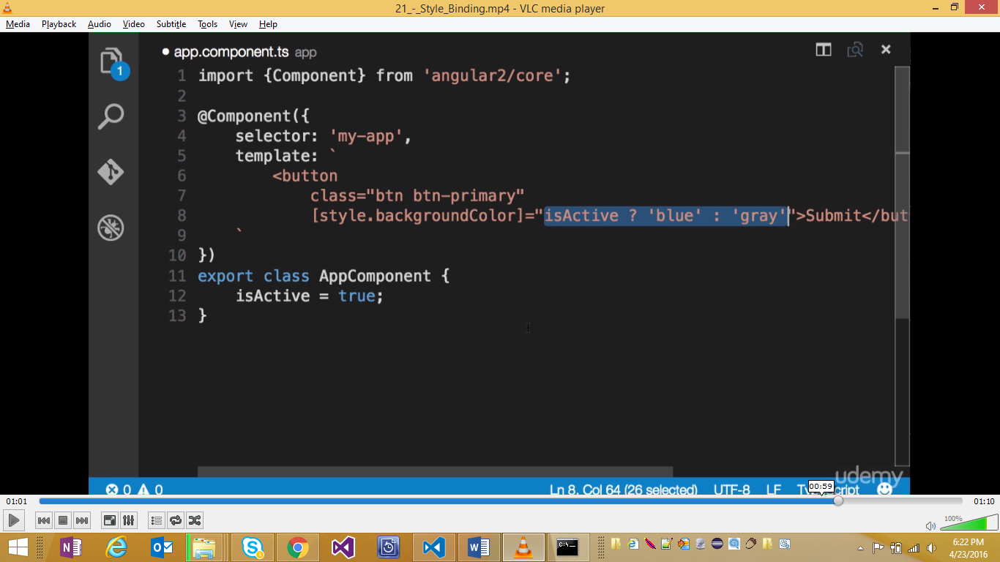 21_-_Style_Binding.mp4 - VLC media player
Media Playback Audio Video Subtitle Tools View Help
● app.component.ts app
1
1 import {Component} from 'angular2/core';
2
3 @Component({
4 selector: 'my-app',
5 template: `
6 <button
7 class="btn btn-primary"
8 [style.backgroundColor]="isActive ? 'blue' : 'gray'">Submit</but
9 `
10 })
11 export class AppComponent {
12 isActive = true;
13 }
udemy
0 0 Ln 8, Col 64 (26 selected) UTF-8 LF
00:59
01:01 01:10
100%
6:22 PM
4/23/2016